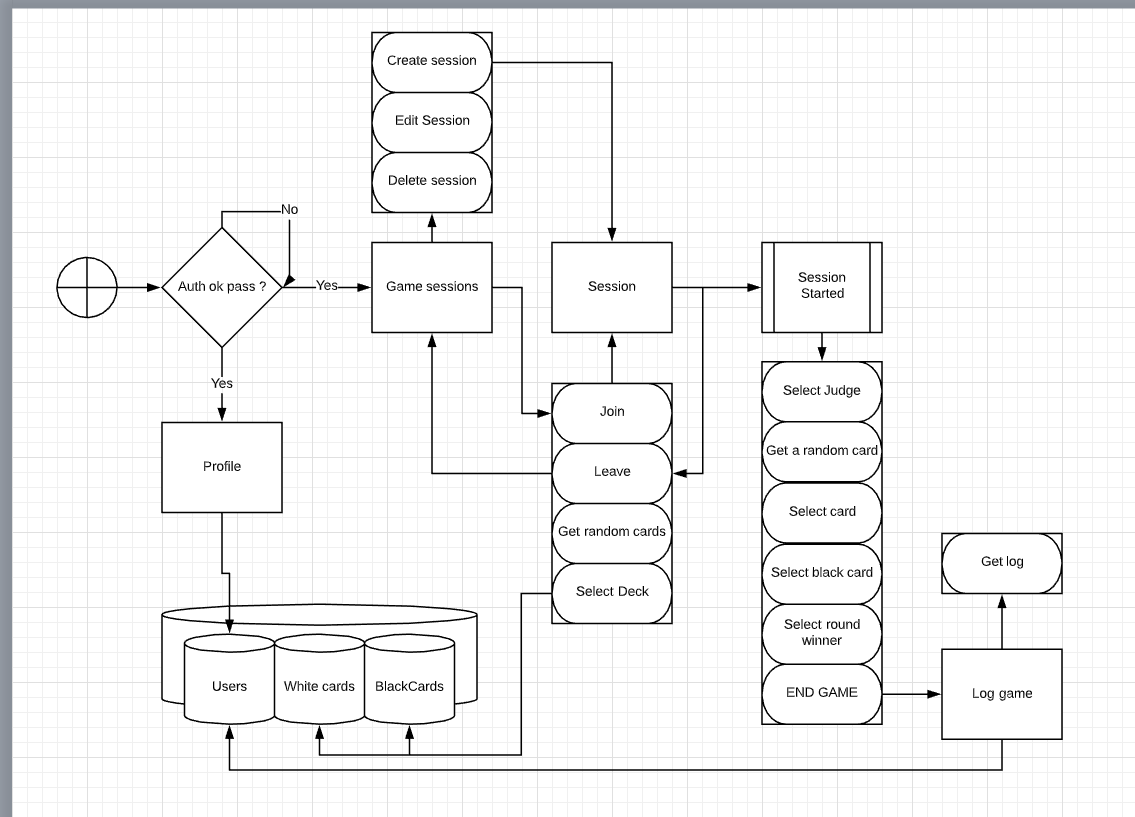 Create session
Edit Session
Delete session
No
Auth ok pass ?
Yes
Game sessions
Session
Session
Started
Yes
Profile
Join
Leave
Get random cards
Select Deck
Select Judge
Get a random card
Select card
Select black card
Select round
winner
END GAME
Get log
Log game
Users
White cards
BlackCards